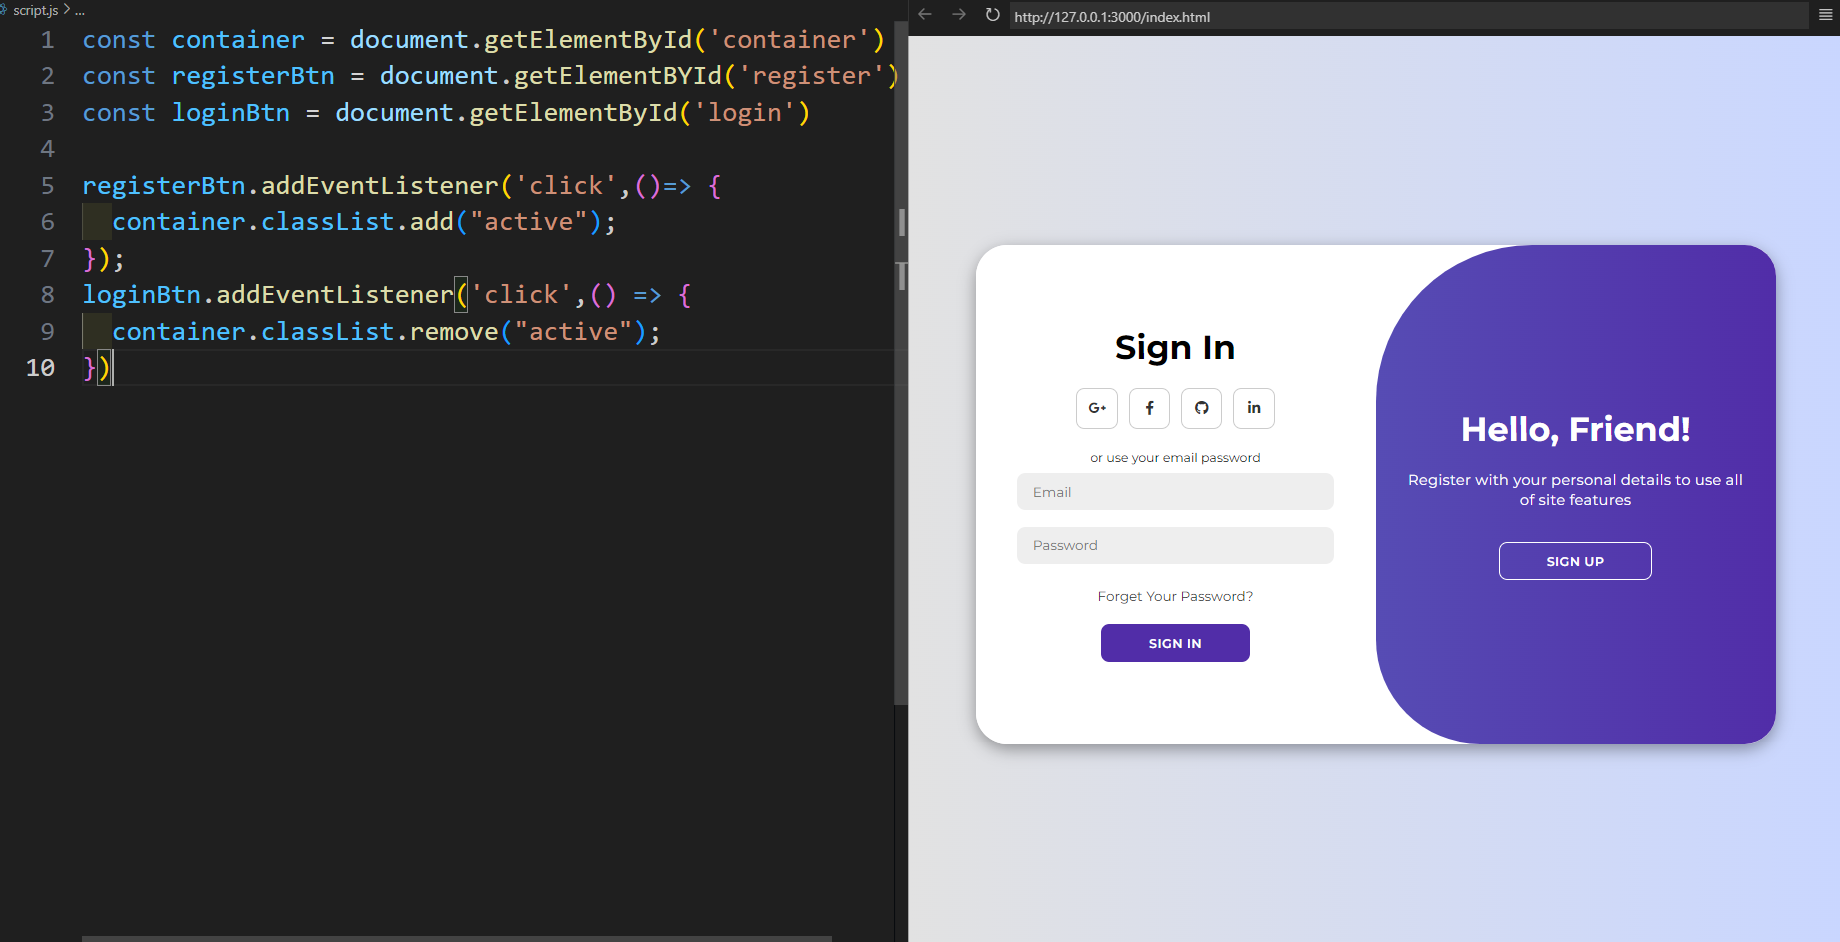 script.js > ...
1 const container = document.getElementById('container')
2 const registerBtn = document.getElementBYId('register')
3 const loginBtn = document.getElementById('login')
4
5 registerBtn.addEventListener('click',()=> {
6   container.classList.add("active");
7 });
8 loginBtn.addEventListener('click',() => {
9   container.classList.remove("active");
10 })
http://127.0.0.1:3000/index.html
Sign In
G+ f in
or use your email password
Email
Password
Forget Your Password?
SIGN IN
Hello, Friend!
Register with your personal details to use all
of site features
SIGN UP